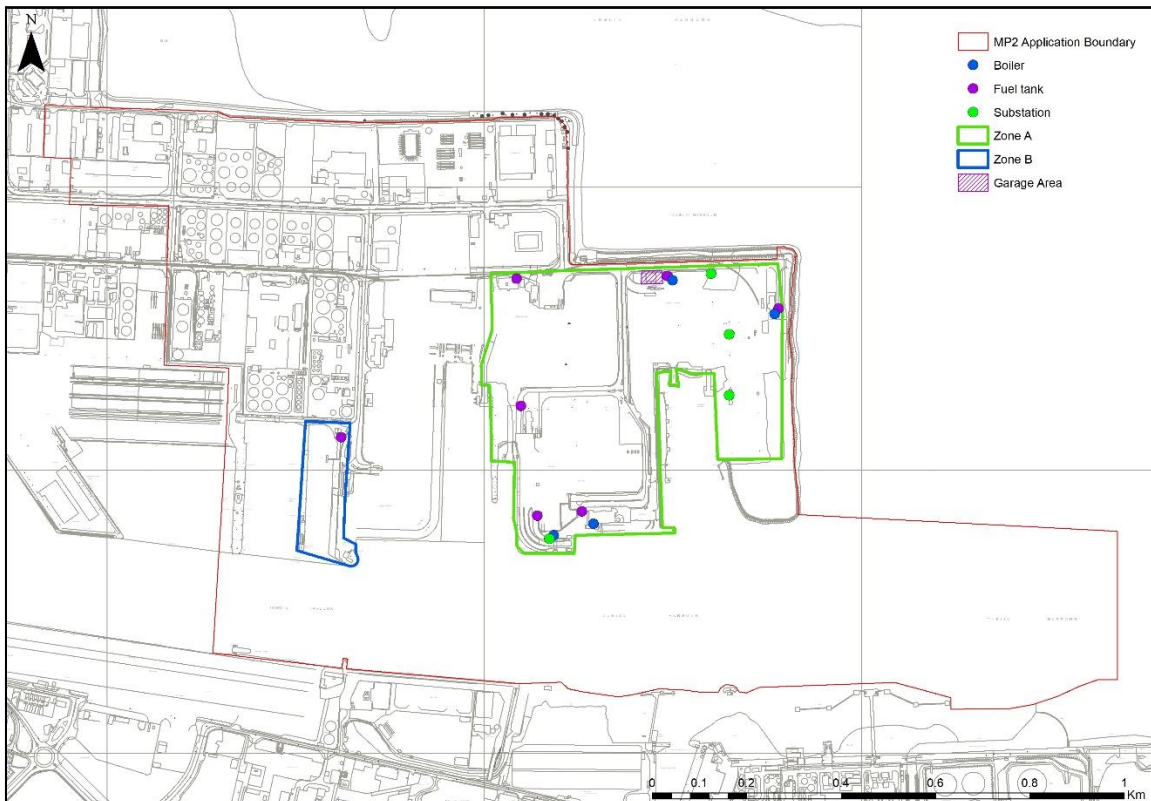 N
MP2 Application Boundary
Boiler
Fuel tank
Substation
Zone A
Zone B
Garage Area
0 0.1 0.2 0.4 0.6 0.8 1
Km